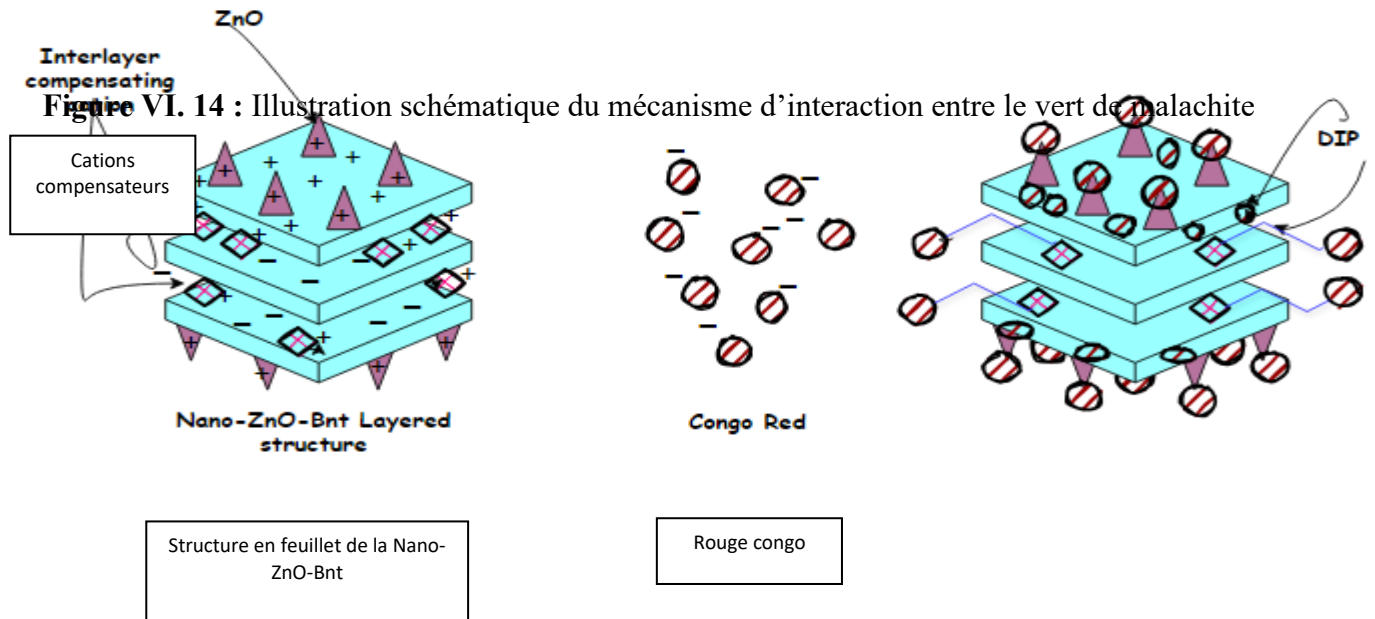 ZnO
Interlayer
compensating
Figure VI. 14 : Illustration schématique du mécanisme d’interaction entre le vert de malachite
Cations
compensateurs
DIP
Nano-ZnO-Bnt Layered
structure
Congo Red
Structure en feuillet de la Nano-
ZnO-Bnt
Rouge congo